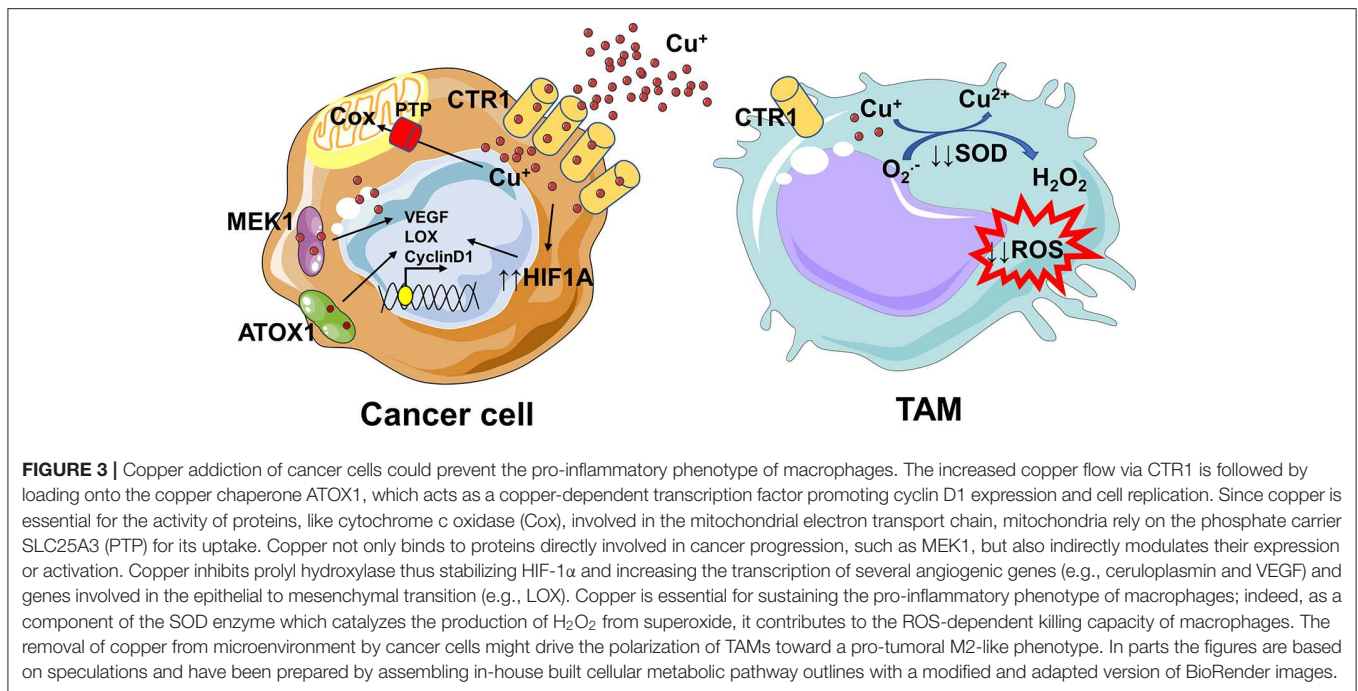 Cu⁺
CTR1
Cox
PTP
Cu⁺
MEK1
VEGF
LOX
CyclinD1
↑↑HIF1A
ATOX1
Cancer cell
CTR1
Cu⁺
Cu²⁺
O₂·⁻
↓↓SOD
H₂O₂
↓↓ROS
TAM
FIGURE 3 | Copper addiction of cancer cells could prevent the pro-inflammatory phenotype of macrophages. The increased copper flow via CTR1 is followed by
loading onto the copper chaperone ATOX1, which acts as a copper-dependent transcription factor promoting cyclin D1 expression and cell replication. Since copper is
essential for the activity of proteins, like cytochrome c oxidase (Cox), involved in the mitochondrial electron transport chain, mitochondria rely on the phosphate carrier
SLC25A3 (PTP) for its uptake. Copper not only binds to proteins directly involved in cancer progression, such as MEK1, but also indirectly modulates their expression
or activation. Copper inhibits prolyl hydroxylase thus stabilizing HIF-1α and increasing the transcription of several angiogenic genes (e.g., ceruloplasmin and VEGF) and
genes involved in the epithelial to mesenchymal transition (e.g., LOX). Copper is essential for sustaining the pro-inflammatory phenotype of macrophages; indeed, as a
component of the SOD enzyme which catalyzes the production of H₂O₂ from superoxide, it contributes to the ROS-dependent killing capacity of macrophages. The
removal of copper from microenvironment by cancer cells might drive the polarization of TAMs toward a pro-tumoral M2-like phenotype. In parts the figures are based
on speculations and have been prepared by assembling in-house built cellular metabolic pathway outlines with a modified and adapted version of BioRender images.